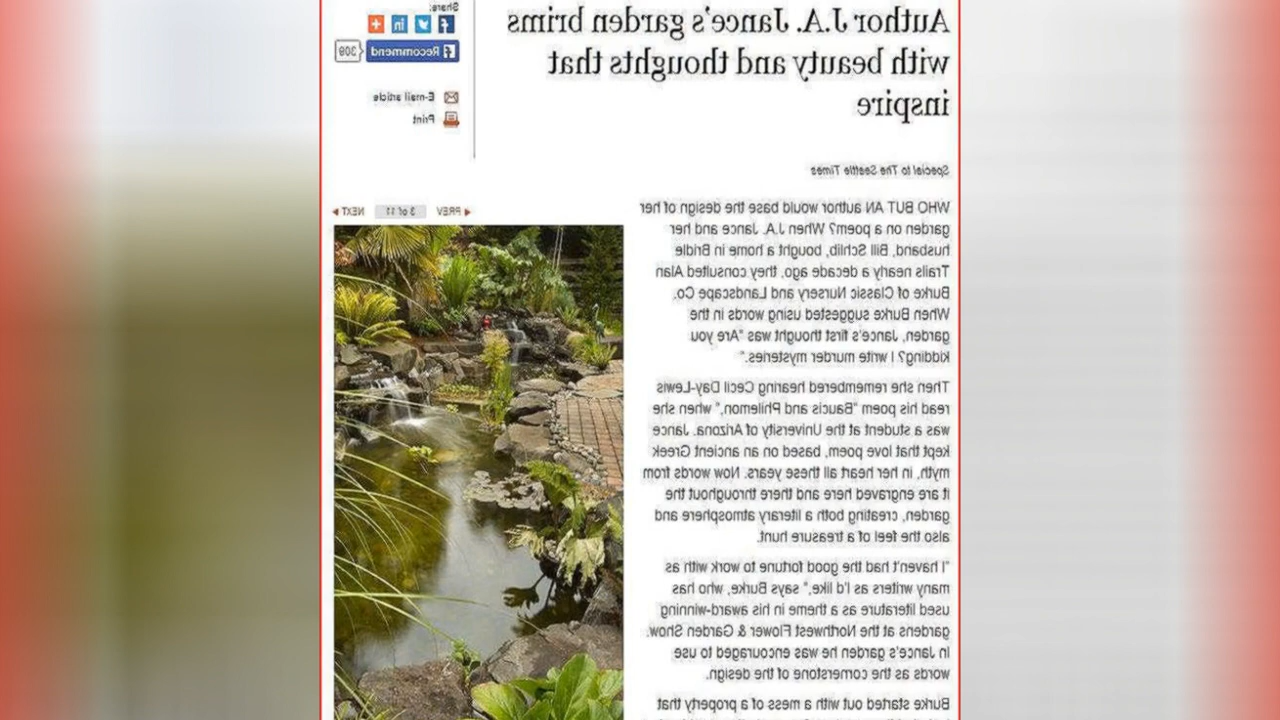 Author J.A. Jance's garden brims
with beauty and thoughts that
inspire
Share:
Recommend 309
E-mail article
Print
Special to The Seattle Times
PREV 3 of 11 NEXT
WHO BUT AN author would base the design of her
garden on a poem? When J.A. Jance and her
husband, Bill Schlib, bought a home in Bridle
Trails nearly a decade ago, they consulted Alan
Burke of Classic Nursery and Landscape Co.
When Burke suggested using words in the
garden, Jance's first thought was "Are you
kidding? I write murder mysteries."
Then she remembered hearing Cecil Day-Lewis
read his poem "Baucis and Philemon," when she
was a student at the University of Arizona. Jance
kept that love poem, based on an ancient Greek
myth, in her heart all these years. Now words from
it are engraved here and there throughout the
garden, creating both a literary atmosphere and
also the feel of a treasure hunt.
"I haven't had the good fortune to work with as
many writers as I'd like," says Burke, who has
used literature as a theme in his award-winning
gardens at the Northwest Flower & Garden Show.
In Jance's garden he was encouraged to use
words as the cornerstone of the design.
Burke started out with a mess of a property that